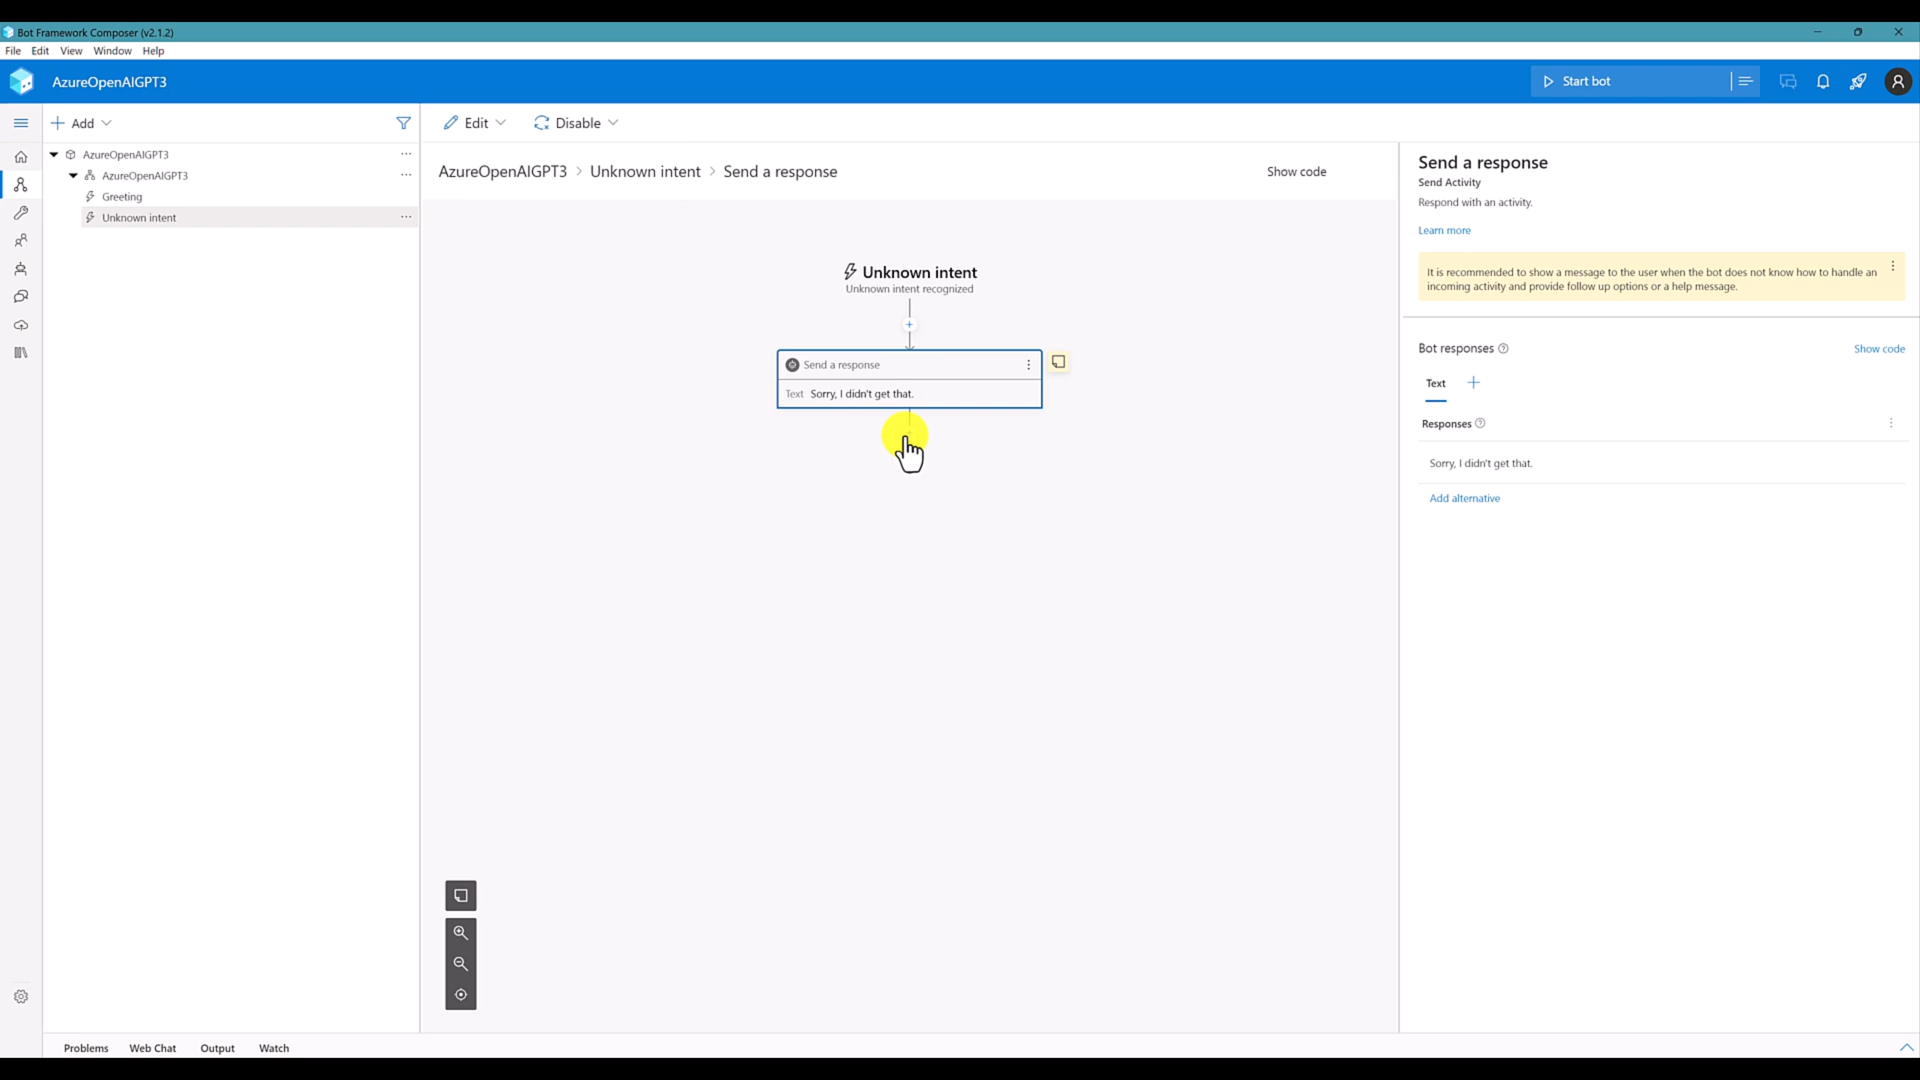 Bot Framework Composer (v2.1.2)
File Edit View Window Help
AzureOpenAIGPT3
Start bot
Add
Edit
Disable
AzureOpenAIGPT3
AzureOpenAIGPT3
Greeting
Unknown intent
AzureOpenAIGPT3 > Unknown intent > Send a response
Show code
Unknown intent
Unknown intent recognized
Send a response
Text Sorry, I didn't get that.
Send a response
Send Activity
Respond with an activity.
Learn more
It is recommended to show a message to the user when the bot does not know how to handle an
incoming activity and provide follow up options or a help message.
Bot responses
Show code
Text
Responses
Sorry, I didn't get that.
Add alternative
Problems Web Chat Output Watch